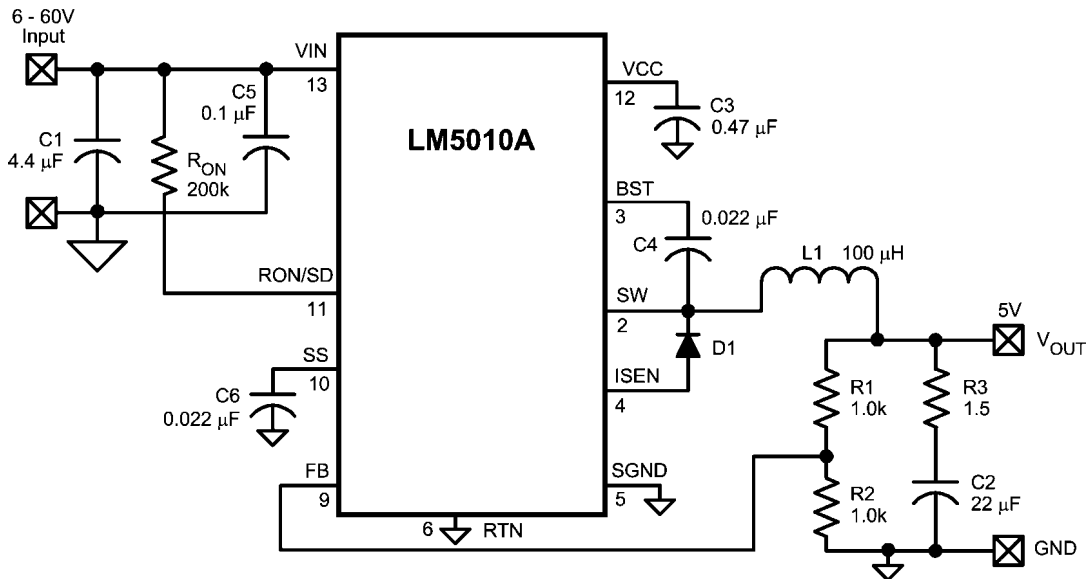 6 - 60V
Input
VIN
13
C5
0.1 µF
C1
4.4 µF
RON
200k
RON/SD
11
SS
10
C6
0.022 µF
FB
9
LM5010A
6
RTN
VCC
12
C3
0.47 µF
BST
3
0.022 µF
C4
L1
100 µH
SW
2
D1
ISEN
4
SGND
5
5V
VOUT
R1
1.0k
R3
1.5
R2
1.0k
C2
22 µF
GND